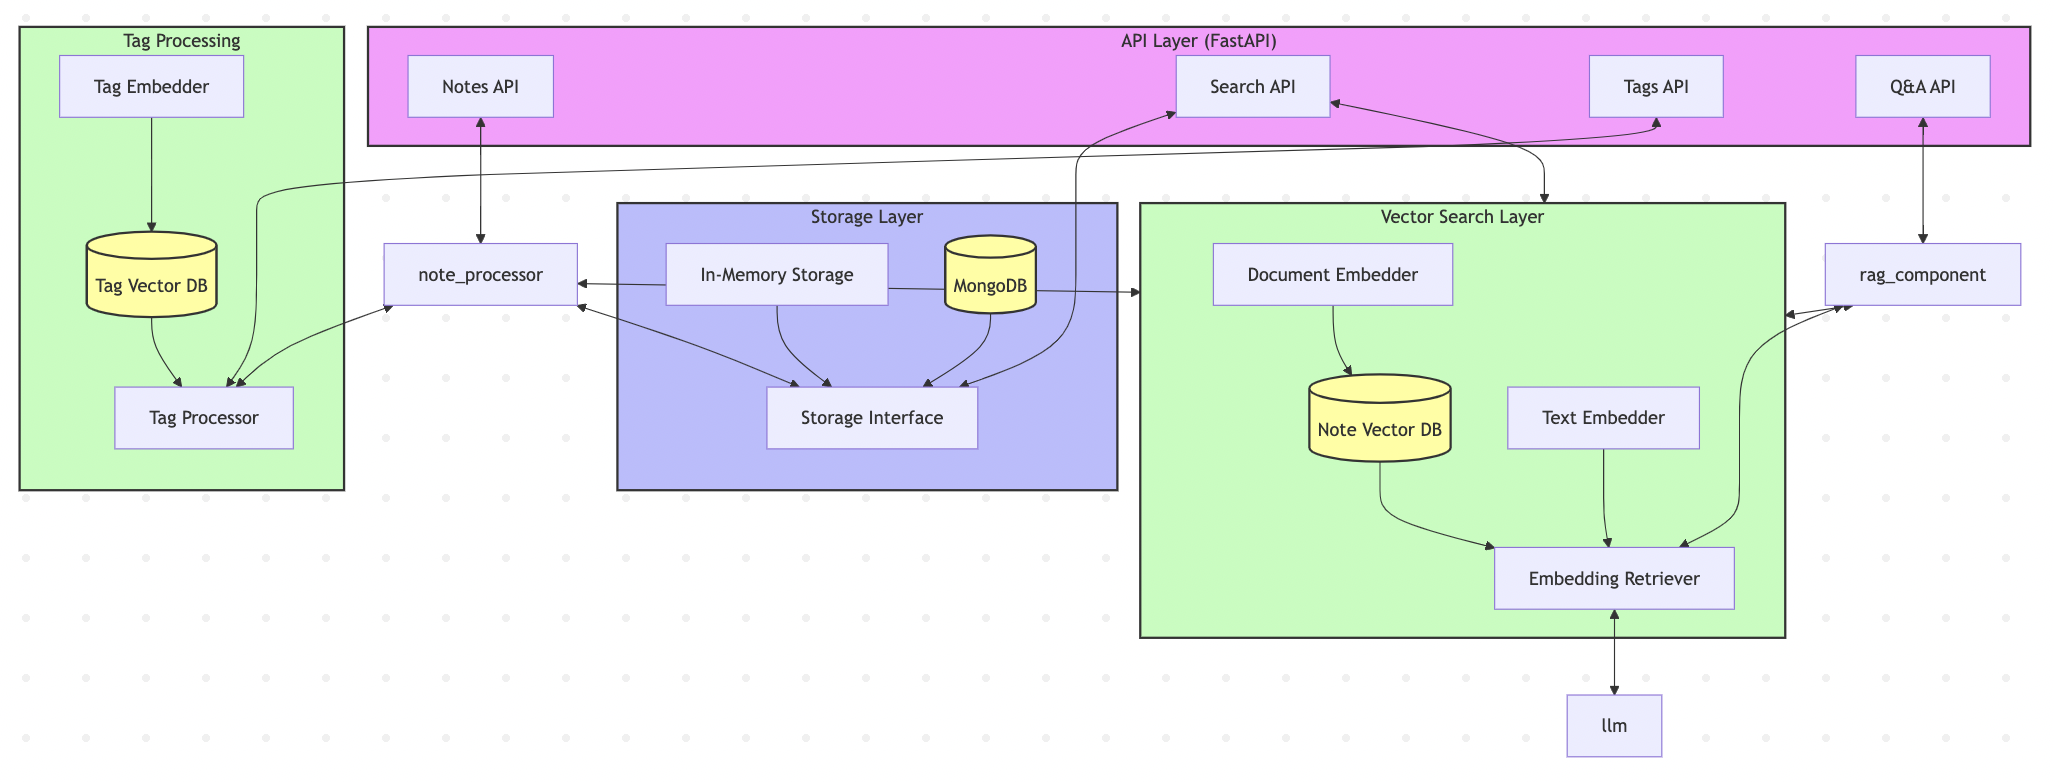 Tag Processing
API Layer (FastAPI)
Tag Embedder
Notes API
Search API
Tags API
Q&A API
Storage Layer
Vector Search Layer
Tag Vector DB
note_processor
In-Memory Storage
MongoDB
Document Embedder
rag_component
Tag Processor
Storage Interface
Note Vector DB
Text Embedder
Embedding Retriever
llm